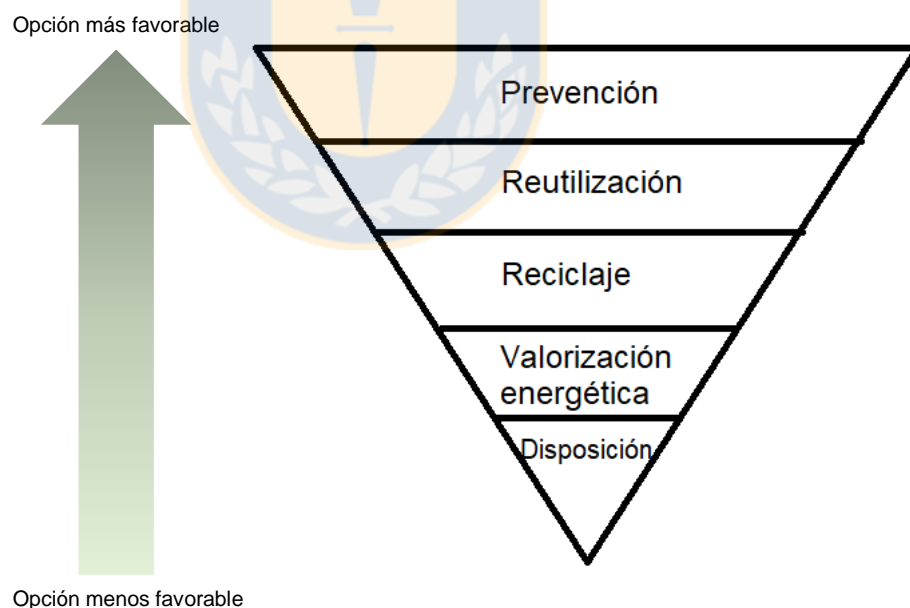 Opción más favorable
Prevención
Reutilización
Reciclaje
Valorización
energética
Disposición
Opción menos favorable